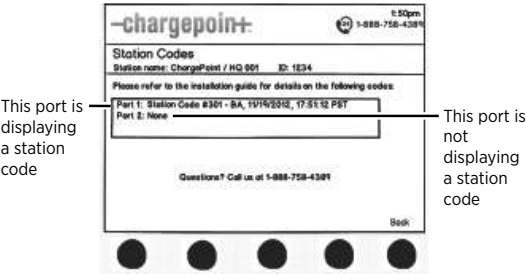 -chargepoin+.
1:50pm
24 1-888-758-4389
Station Codes
Station name: ChargePoint / HQ 001 ID: 1234
Please refer to the installation guide for details on the following codes:
Port 1: Station Code #301 - BA, 11/19/2012, 17:51:12 PST
Port 2: None
This port is
displaying
a station
code
This port is
not
displaying
a station
code
Questions? Call us at 1-888-758-4389
Back